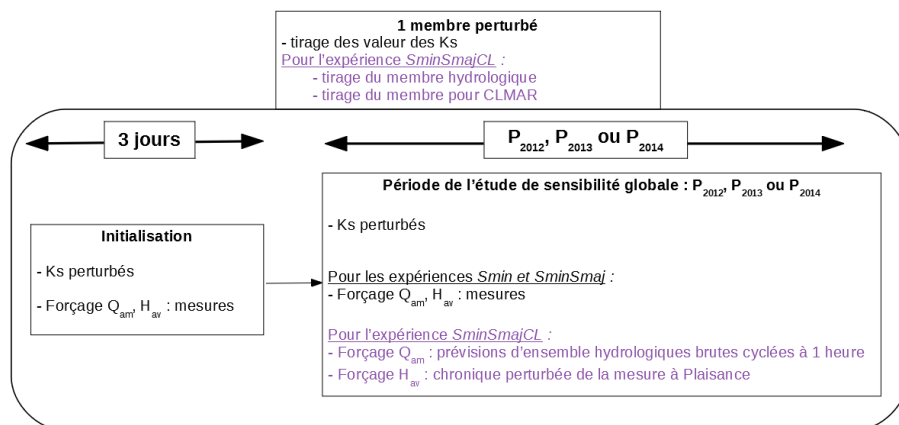 1 membre perturbé
- tirage des valeur des Ks
Pour l'expérience SminSmajCL :
- tirage du membre hydrologique
- tirage du membre pour CLMAR
3 jours
P2012, P2013 ou P2014
Période de l'étude de sensibilité globale : P2012, P2013 ou P2014
- Ks perturbés
Pour les expériences Smin et SminSmaj :
- Forçage Qam, Hav : mesures
Pour l'expérience SminSmajCL :
- Forçage Qam : prévisions d'ensemble hydrologiques brutes cyclées à 1 heure
- Forçage Hav : chronique perturbée de la mesure à Plaisance
Initialisation
- Ks perturbés
- Forçage Qam, Hav : mesures